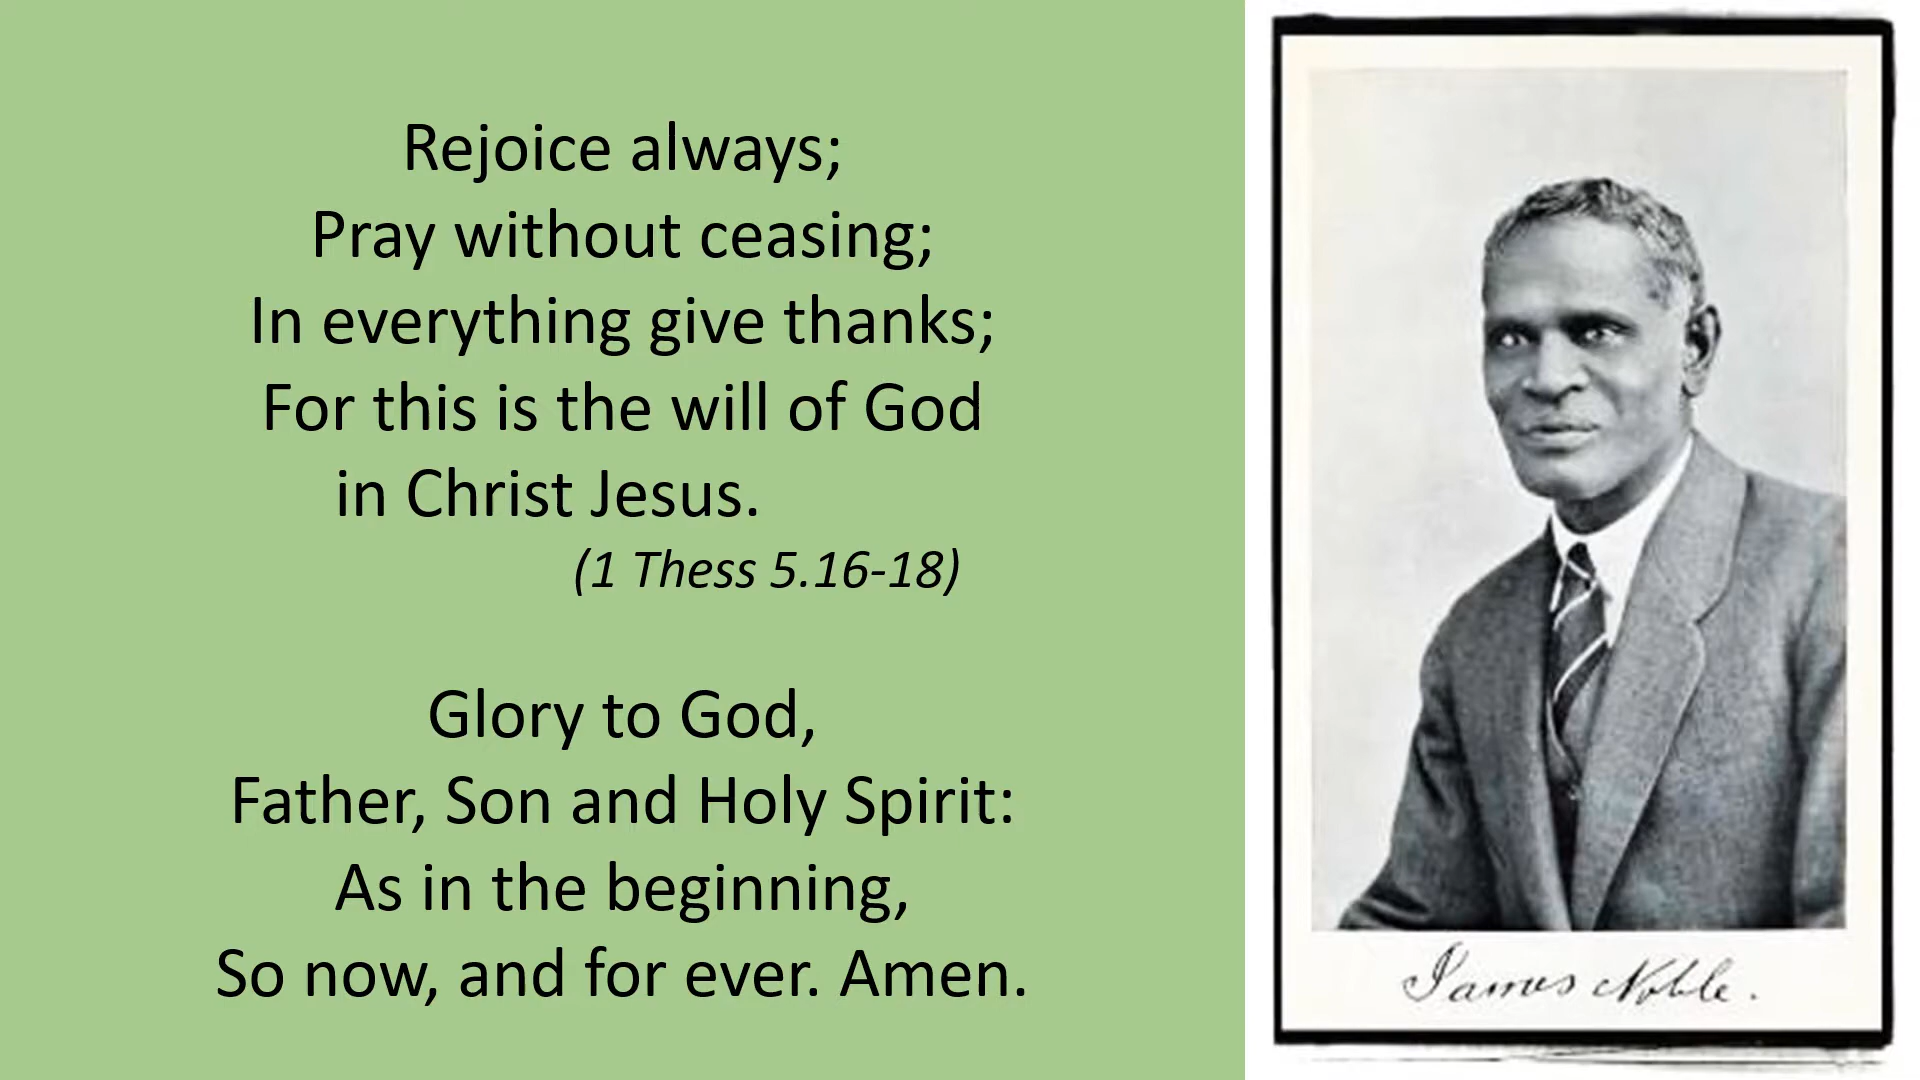 Rejoice always;
Pray without ceasing;
In everything give thanks;
For this is the will of God
in Christ Jesus.
(1 Thess 5.16-18)
Glory to God,
Father, Son and Holy Spirit:
As in the beginning,
So now, and for ever. Amen.
James Noble.